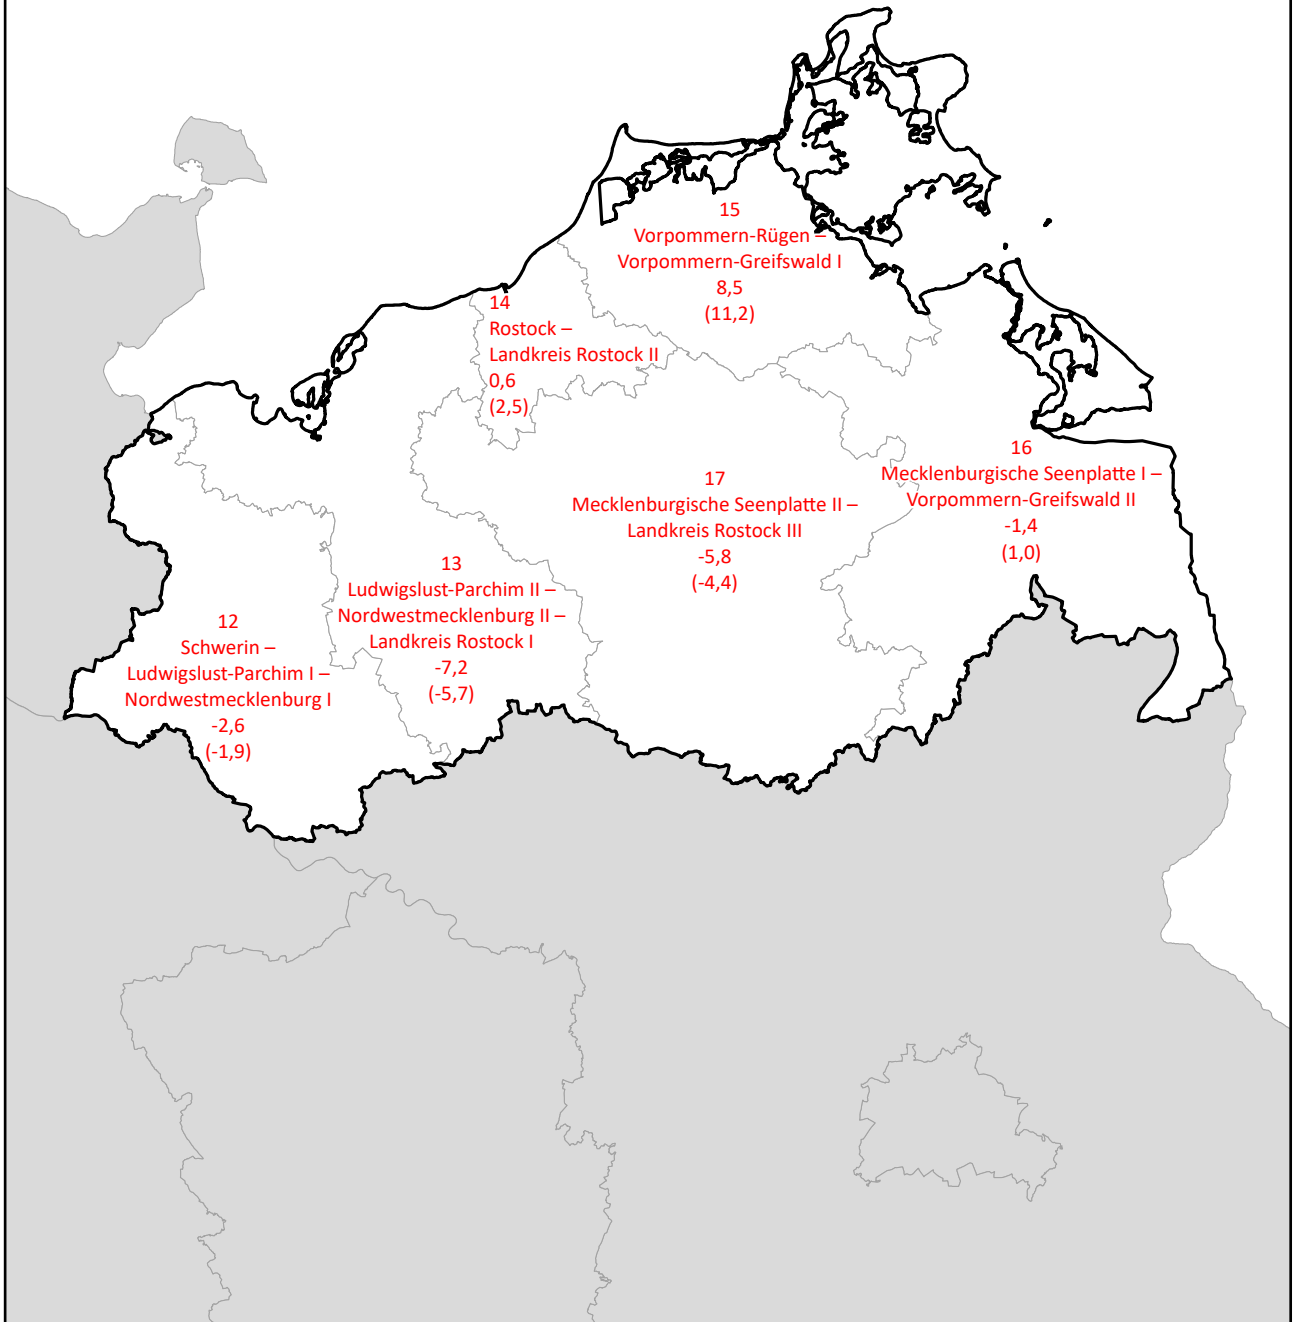 15
Vorpommern-Rügen –
Vorpommern-Greifswald I
8,5
(11,2)
14
Rostock –
Landkreis Rostock II
0,6
(2,5)
16
Mecklenburgische Seenplatte I –
Vorpommern-Greifswald II
-1,4
(1,0)
17
Mecklenburgische Seenplatte II –
Landkreis Rostock III
-5,8
(-4,4)
13
Ludwigslust-Parchim II –
Nordwestmecklenburg II –
Landkreis Rostock I
-7,2
(-5,7)
12
Schwerin –
Ludwigslust-Parchim I –
Nordwestmecklenburg I
-2,6
(-1,9)